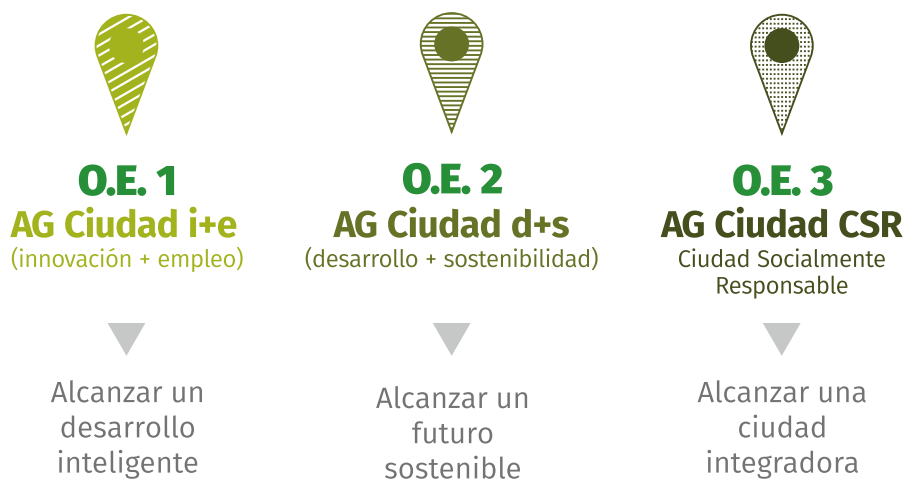 O.E. 1
AG Ciudad i+e
(innovación + empleo)
Alcanzar un
desarrollo
inteligente
O.E. 2
AG Ciudad d+s
(desarrollo + sostenibilidad)
Alcanzar un
futuro
sostenible
O.E. 3
AG Ciudad CSR
Ciudad Socialmente
Responsable
Alcanzar una
ciudad
integradora